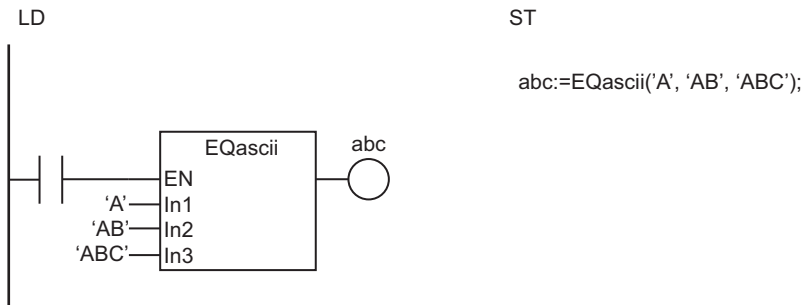 LD
ST
abc:=EQascii(’A’, ‘AB’, ‘ABC’);
EQascii
abc
EN
‘A’ In1
‘AB’ In2
‘ABC’ In3